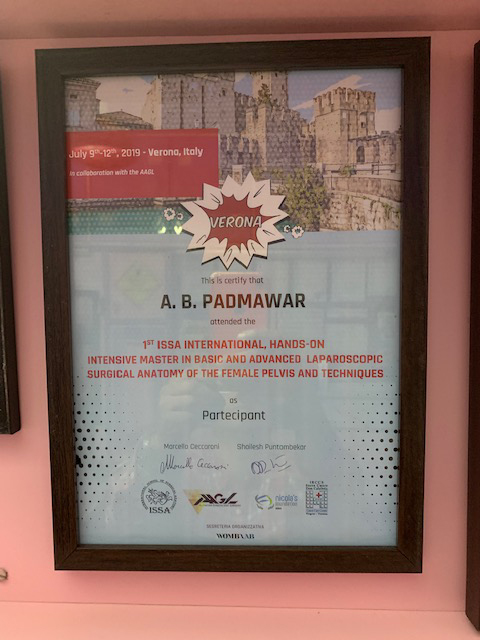 July 9th-12th, 2019 - Verona, Italy
In collaboration with the AAGL
VERONA
This is certify that
A. B. PADMAWAR
attended the
1ST ISSA INTERNATIONAL, HANDS-ON
INTENSIVE MASTER IN BASIC AND ADVANCED LAPAROSCOPIC
SURGICAL ANATOMY OF THE FEMALE PELVIS AND TECHNIQUES
as
Partecipant
Marcello Ceccaroni Shailesh Puntambekar
ISSA AAGL nicola's foundation
SEGRETERIA ORGANIZZATIVA
WOMBLAB